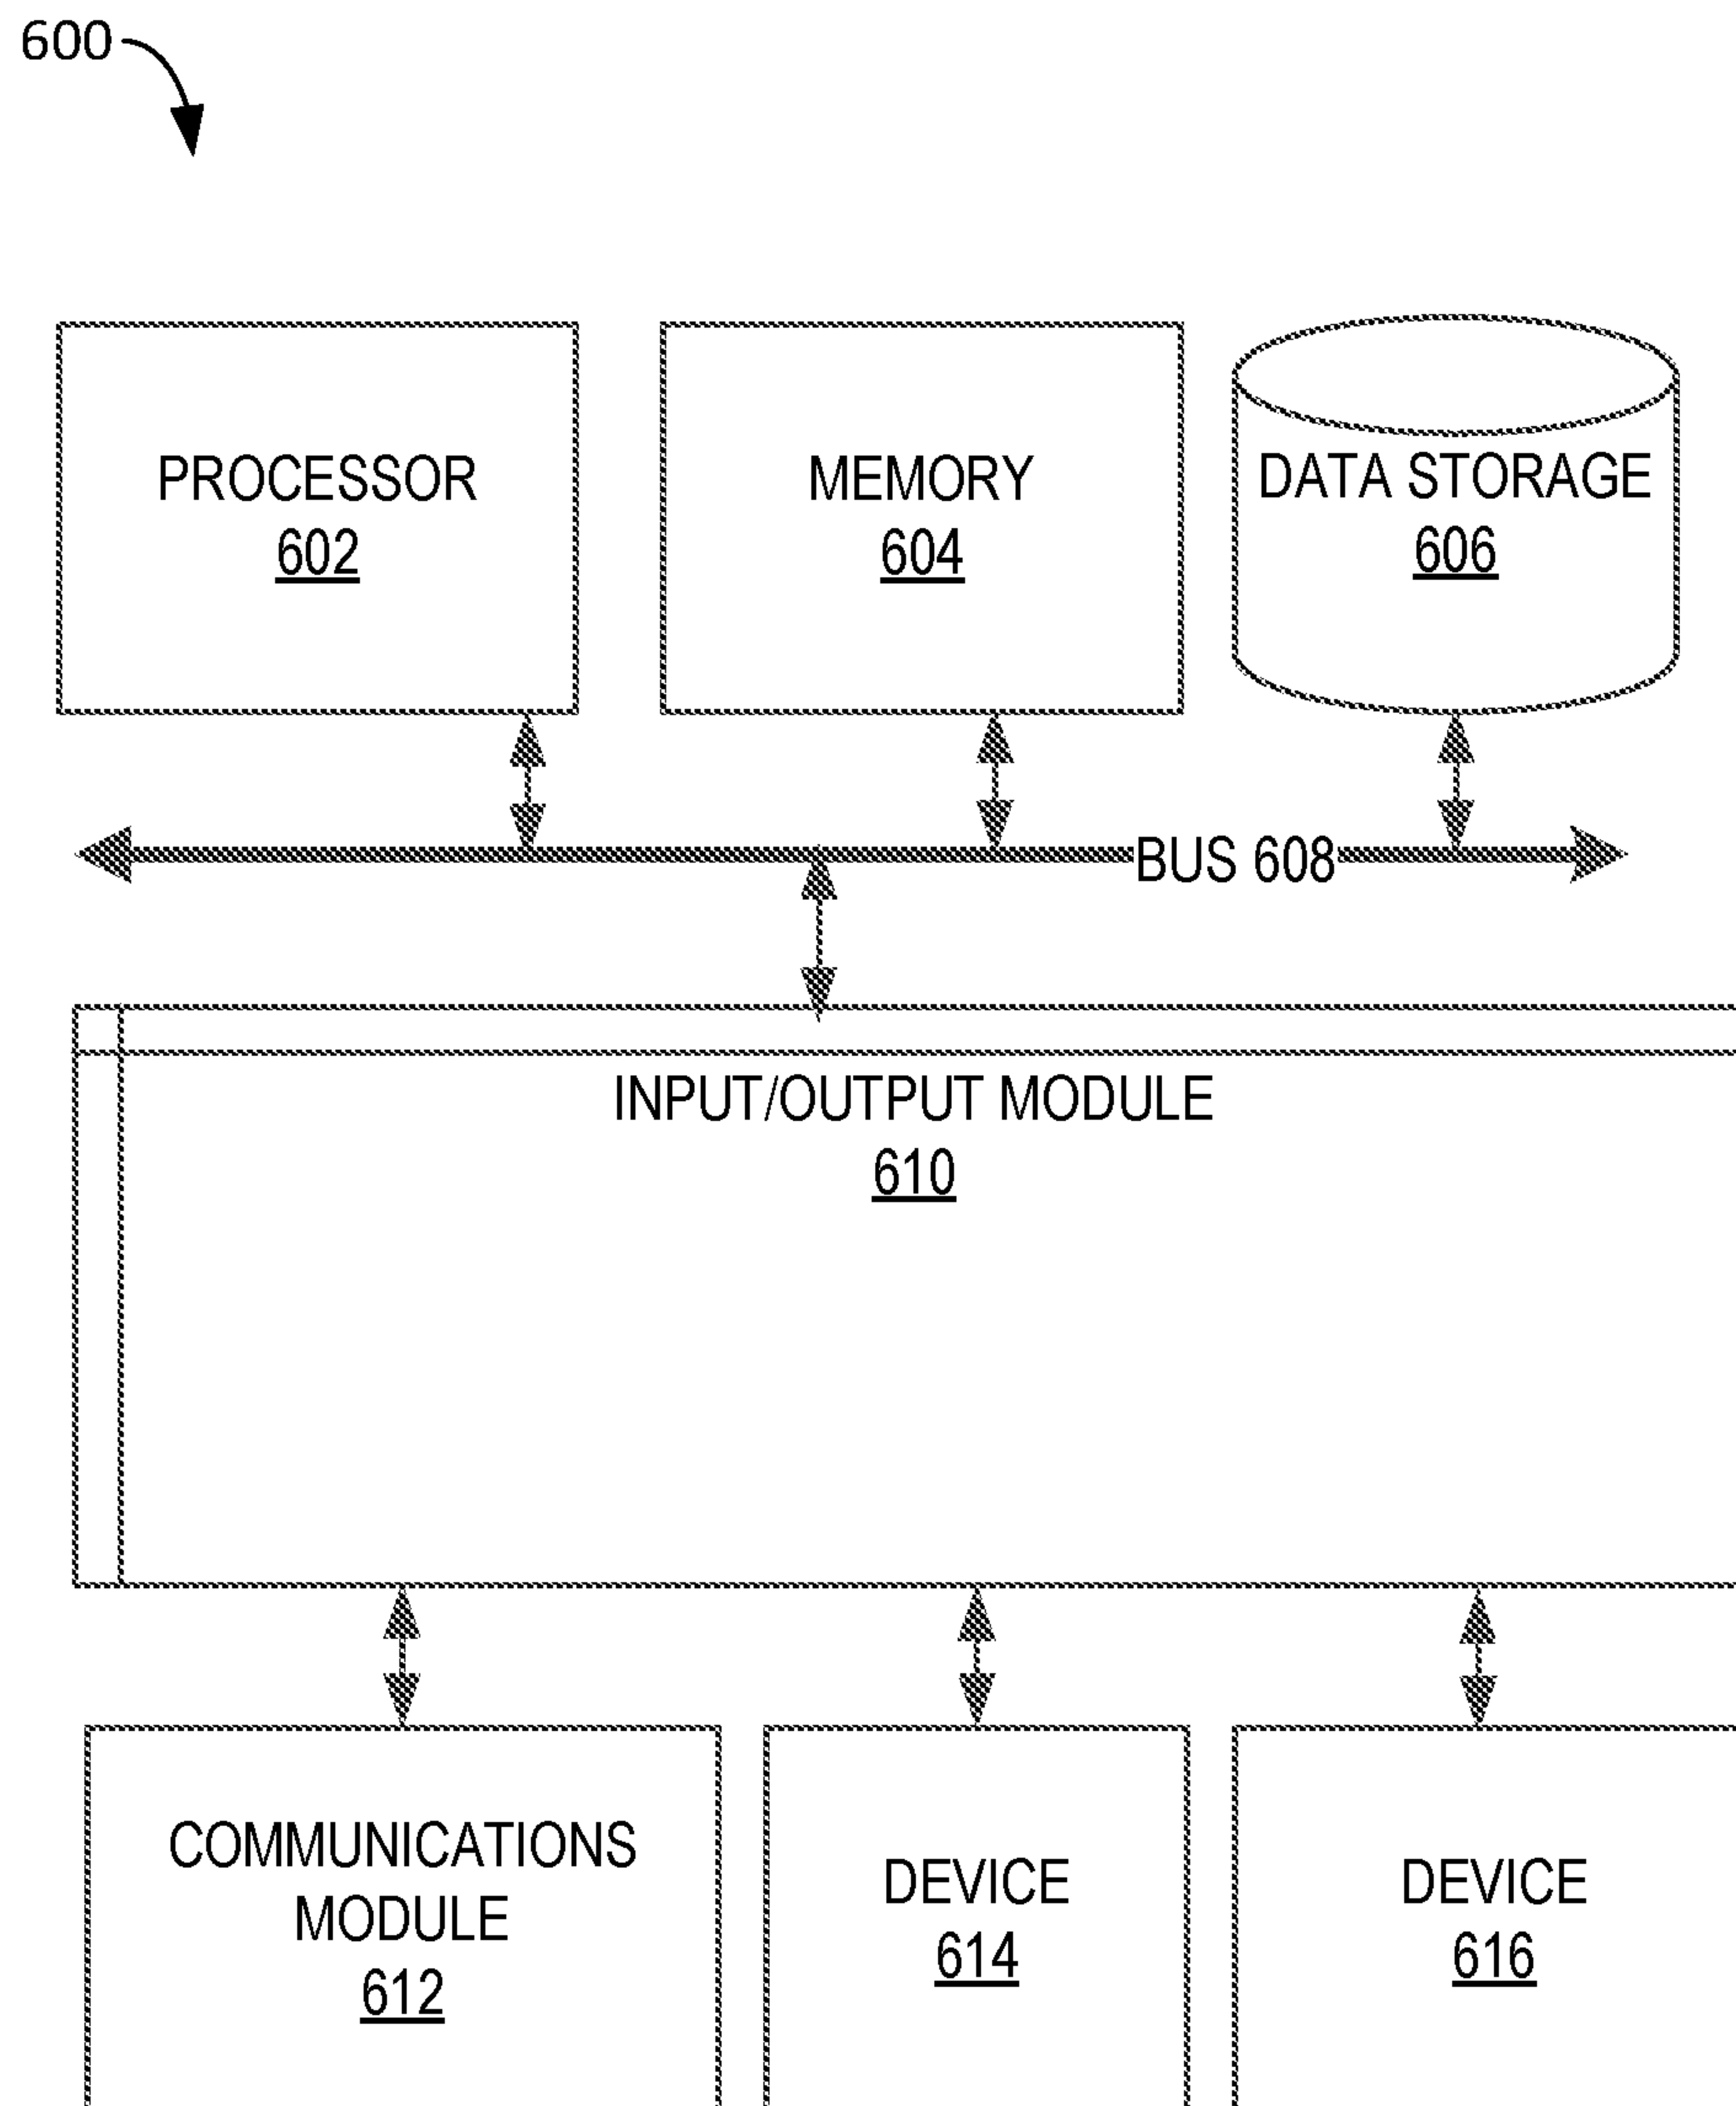 600
PROCESSOR
602
MEMORY
604
DATA STORAGE
606
BUS 608
INPUT/OUTPUT MODULE
610
COMMUNICATIONS
MODULE
612
DEVICE
614
DEVICE
616